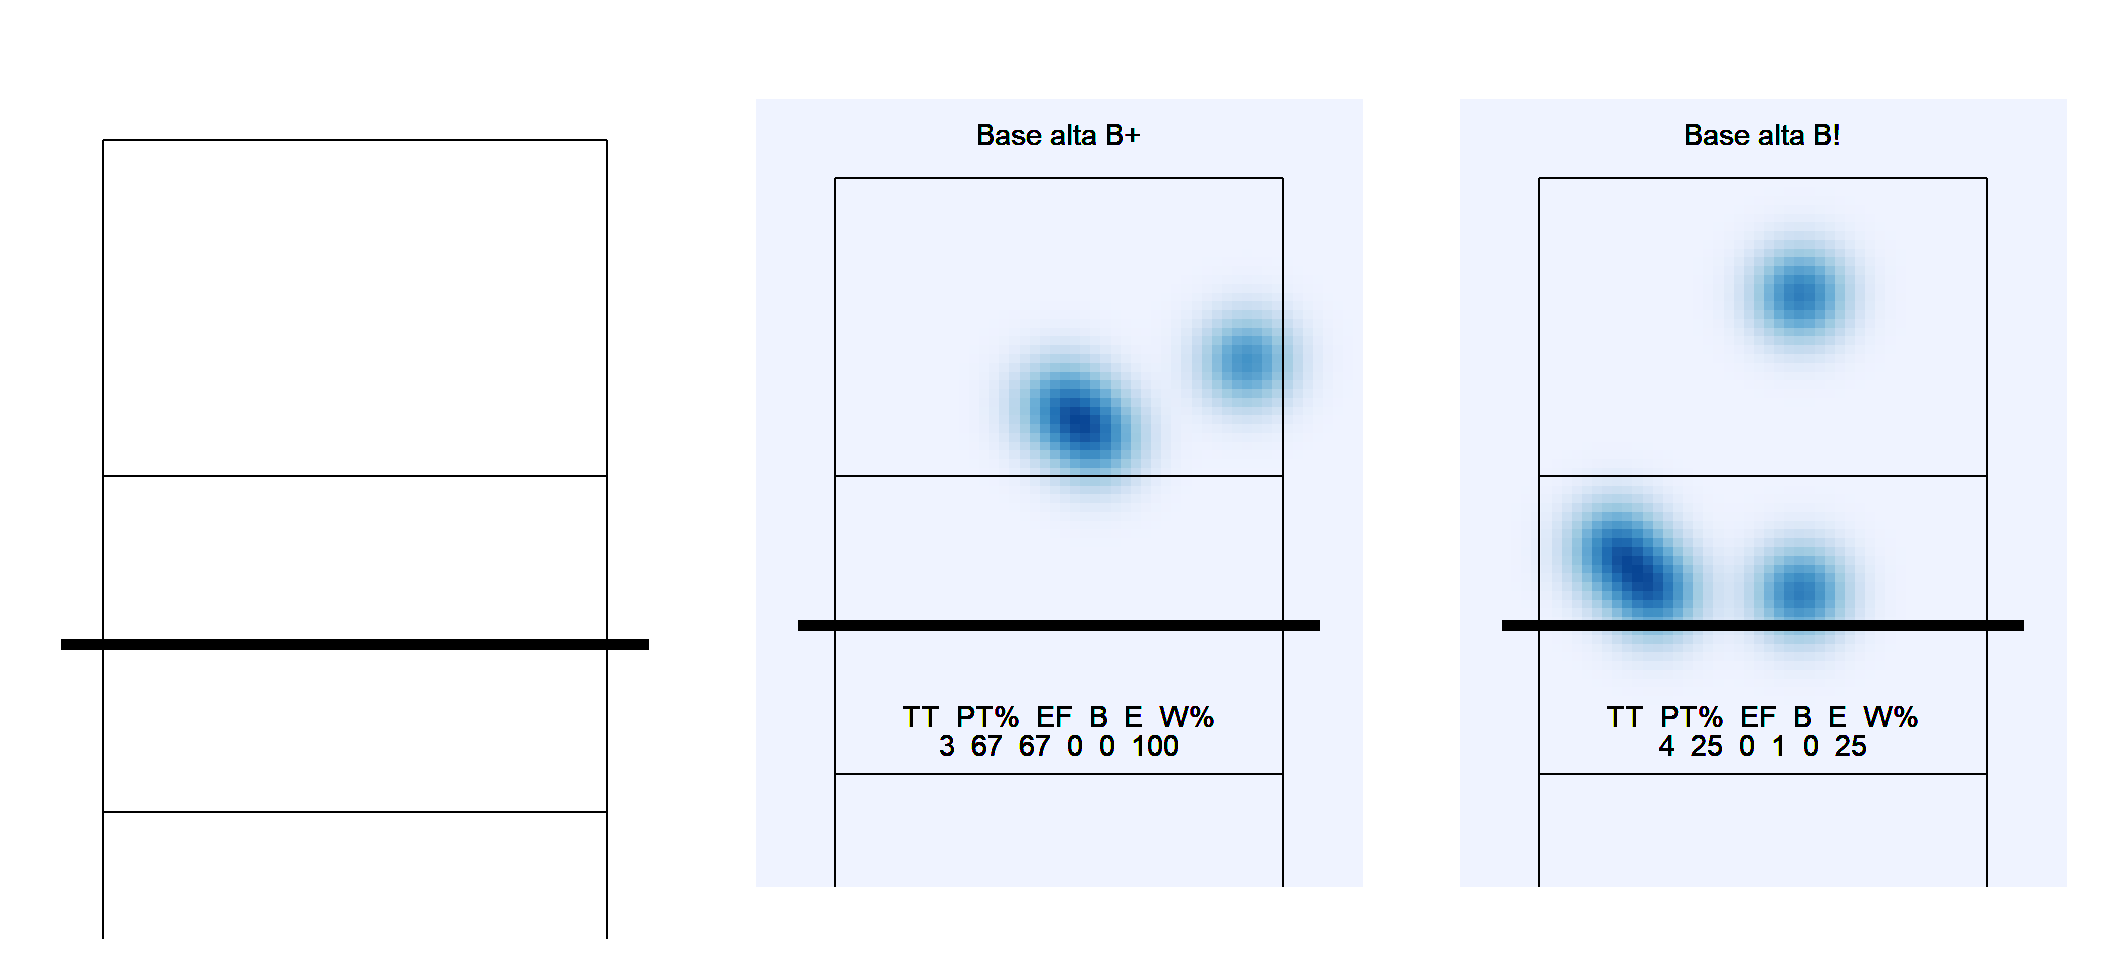 Base alta B+
TT PT% EF B E W%
3 67 67 0 0 100
Base alta B!
TT PT% EF B E W%
4 25 0 1 0 25